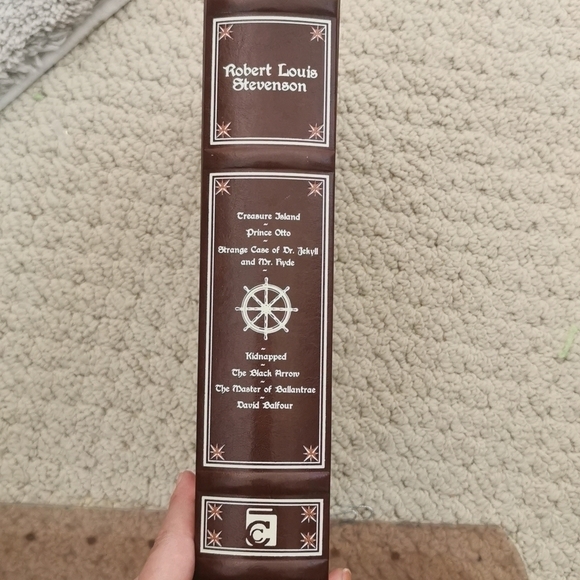 Robert Louis
Stevenson
Treasure Island
-
Prince Otto
-
Strange Case of Dr. Jekyll
and Mr. Hyde
-
-
Kidnapped
-
The Black Arrow
-
The Master of Ballantrae
-
David Balfour
C